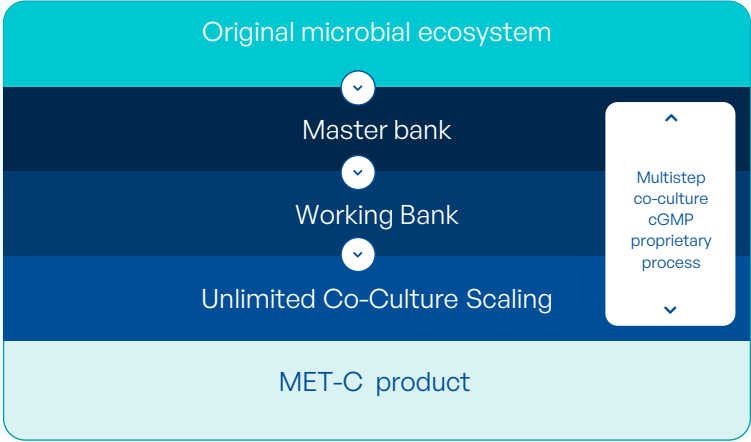 Original microbial ecosystem
Master bank
Working Bank
Unlimited Co-Culture Scaling
Multistep
co-culture
cGMP
proprietary
process
MET-C product